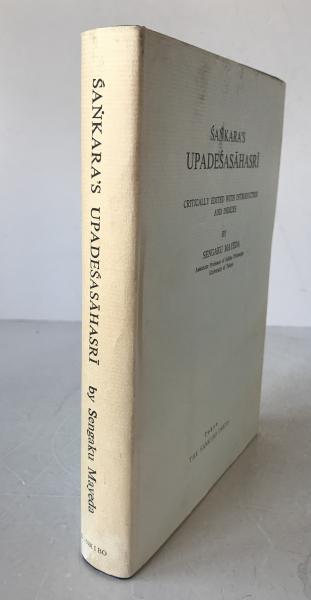 ŚAṄKARA'S UPADEŚASĀHASRĪ by Sengaku Mayeda
ŚAṄKARA'S
UPADEŚASĀHASRĪ
CRITICALLY EDITED WITH INTRODUCTION
AND INDICES
BY
SENGAKU MAYEDA
Associate Professor of Indian Philosophy
University of Tokyo
Tokyo
THE HOKUSEIDO PRESS